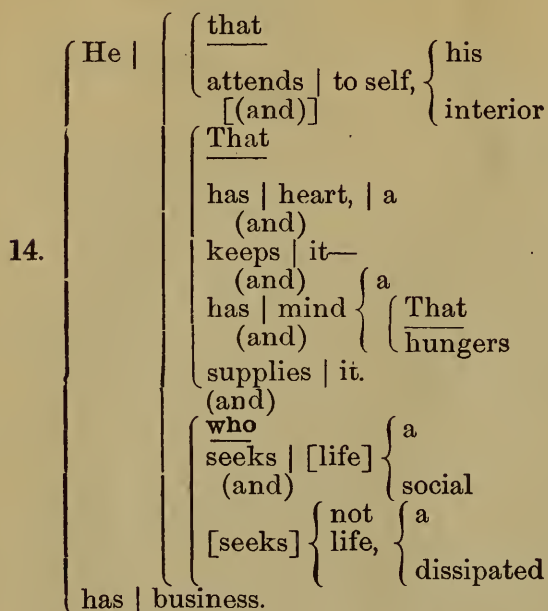 that
He |
his
attends | to self,
[(and)]
interior
That
has | heart, | a
(and)
14.
keeps | it—
(and)
a
has | mind
That
(and)
hungers
supplies | it.
(and)
who
a
seeks | [life]
(and)
social
not
a
[seeks]
life,
dissipated
has | business.